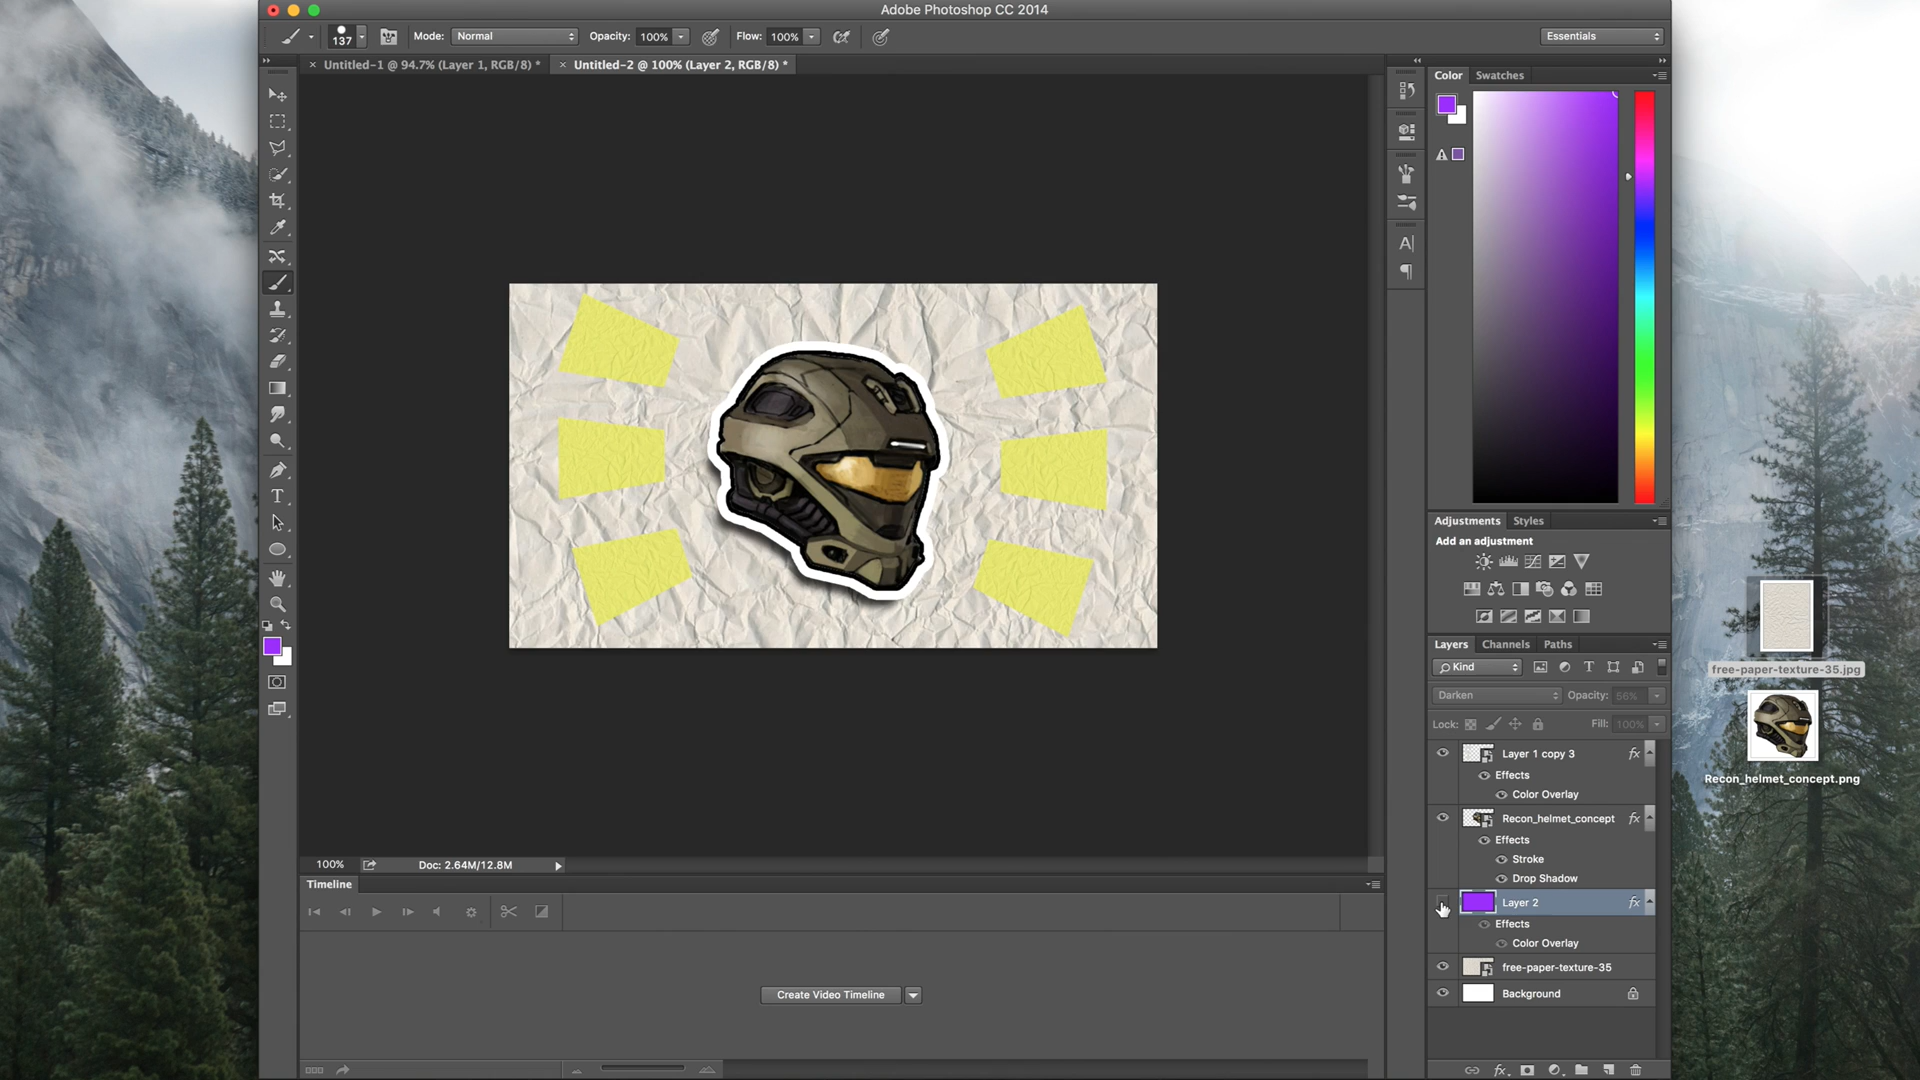 Adobe Photoshop CC 2014
137
Mode: Normal
Opacity: 100%
Flow: 100%
Essentials
Untitled-1 @ 94.7% (Layer 1, RGB/8) *
Untitled-2 @ 100% (Layer 2, RGB/8) *
Color
Swatches
Adjustments
Styles
Add an adjustment
Layers
Channels
Paths
Kind
Darken
Opacity: 56%
Lock:
Fill: 100%
Layer 1 copy 3
fx
Effects
Color Overlay
Recon_helmet_concept
fx
Effects
Stroke
Drop Shadow
Layer 2
fx
Effects
Color Overlay
free-paper-texture-35
Background
100%
Doc: 2.64M/12.8M
Timeline
Create Video Timeline
free-paper-texture-35.jpg
Recon_helmet_concept.png